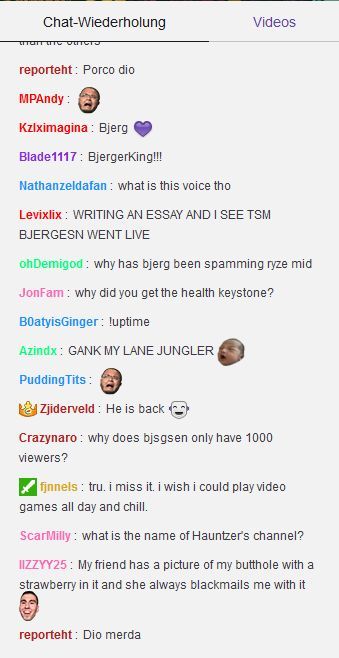 Chat-Wiederholung
Videos
than the others
reporteht : Porco dio
MPAndy :
Kzlximagina : Bjerg
Blade1117 : BjergerKing!!!
Nathanzeldafan : what is this voice tho
Levixlix : WRITING AN ESSAY AND I SEE TSM
BJERGESN WENT LIVE
ohDemigod : why has bjerg been spamming ryze mid
JonFam : why did you get the health keystone?
B0atyisGinger : !uptime
Azindx : GANK MY LANE JUNGLER
PuddingTits :
Zjiderveld : He is back
Crazynaro : why does bjsgsen only have 1000
viewers?
fjnnels : tru. i miss it. i wish i could play video
games all day and chill.
ScarMilly : what is the name of Hauntzer's channel?
IIZZYY25 : My friend has a picture of my butthole with a
strawberry in it and she always blackmails me with it
reporteht : Dio merda